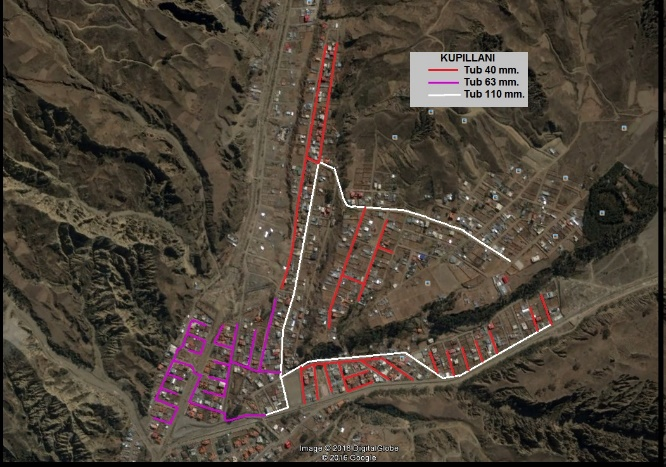 KUPILLANI
Tub 40 mm.
Tub 63 mm.
Tub 110 mm.
Image © 2016 DigitalGlobe
© 2016 Google